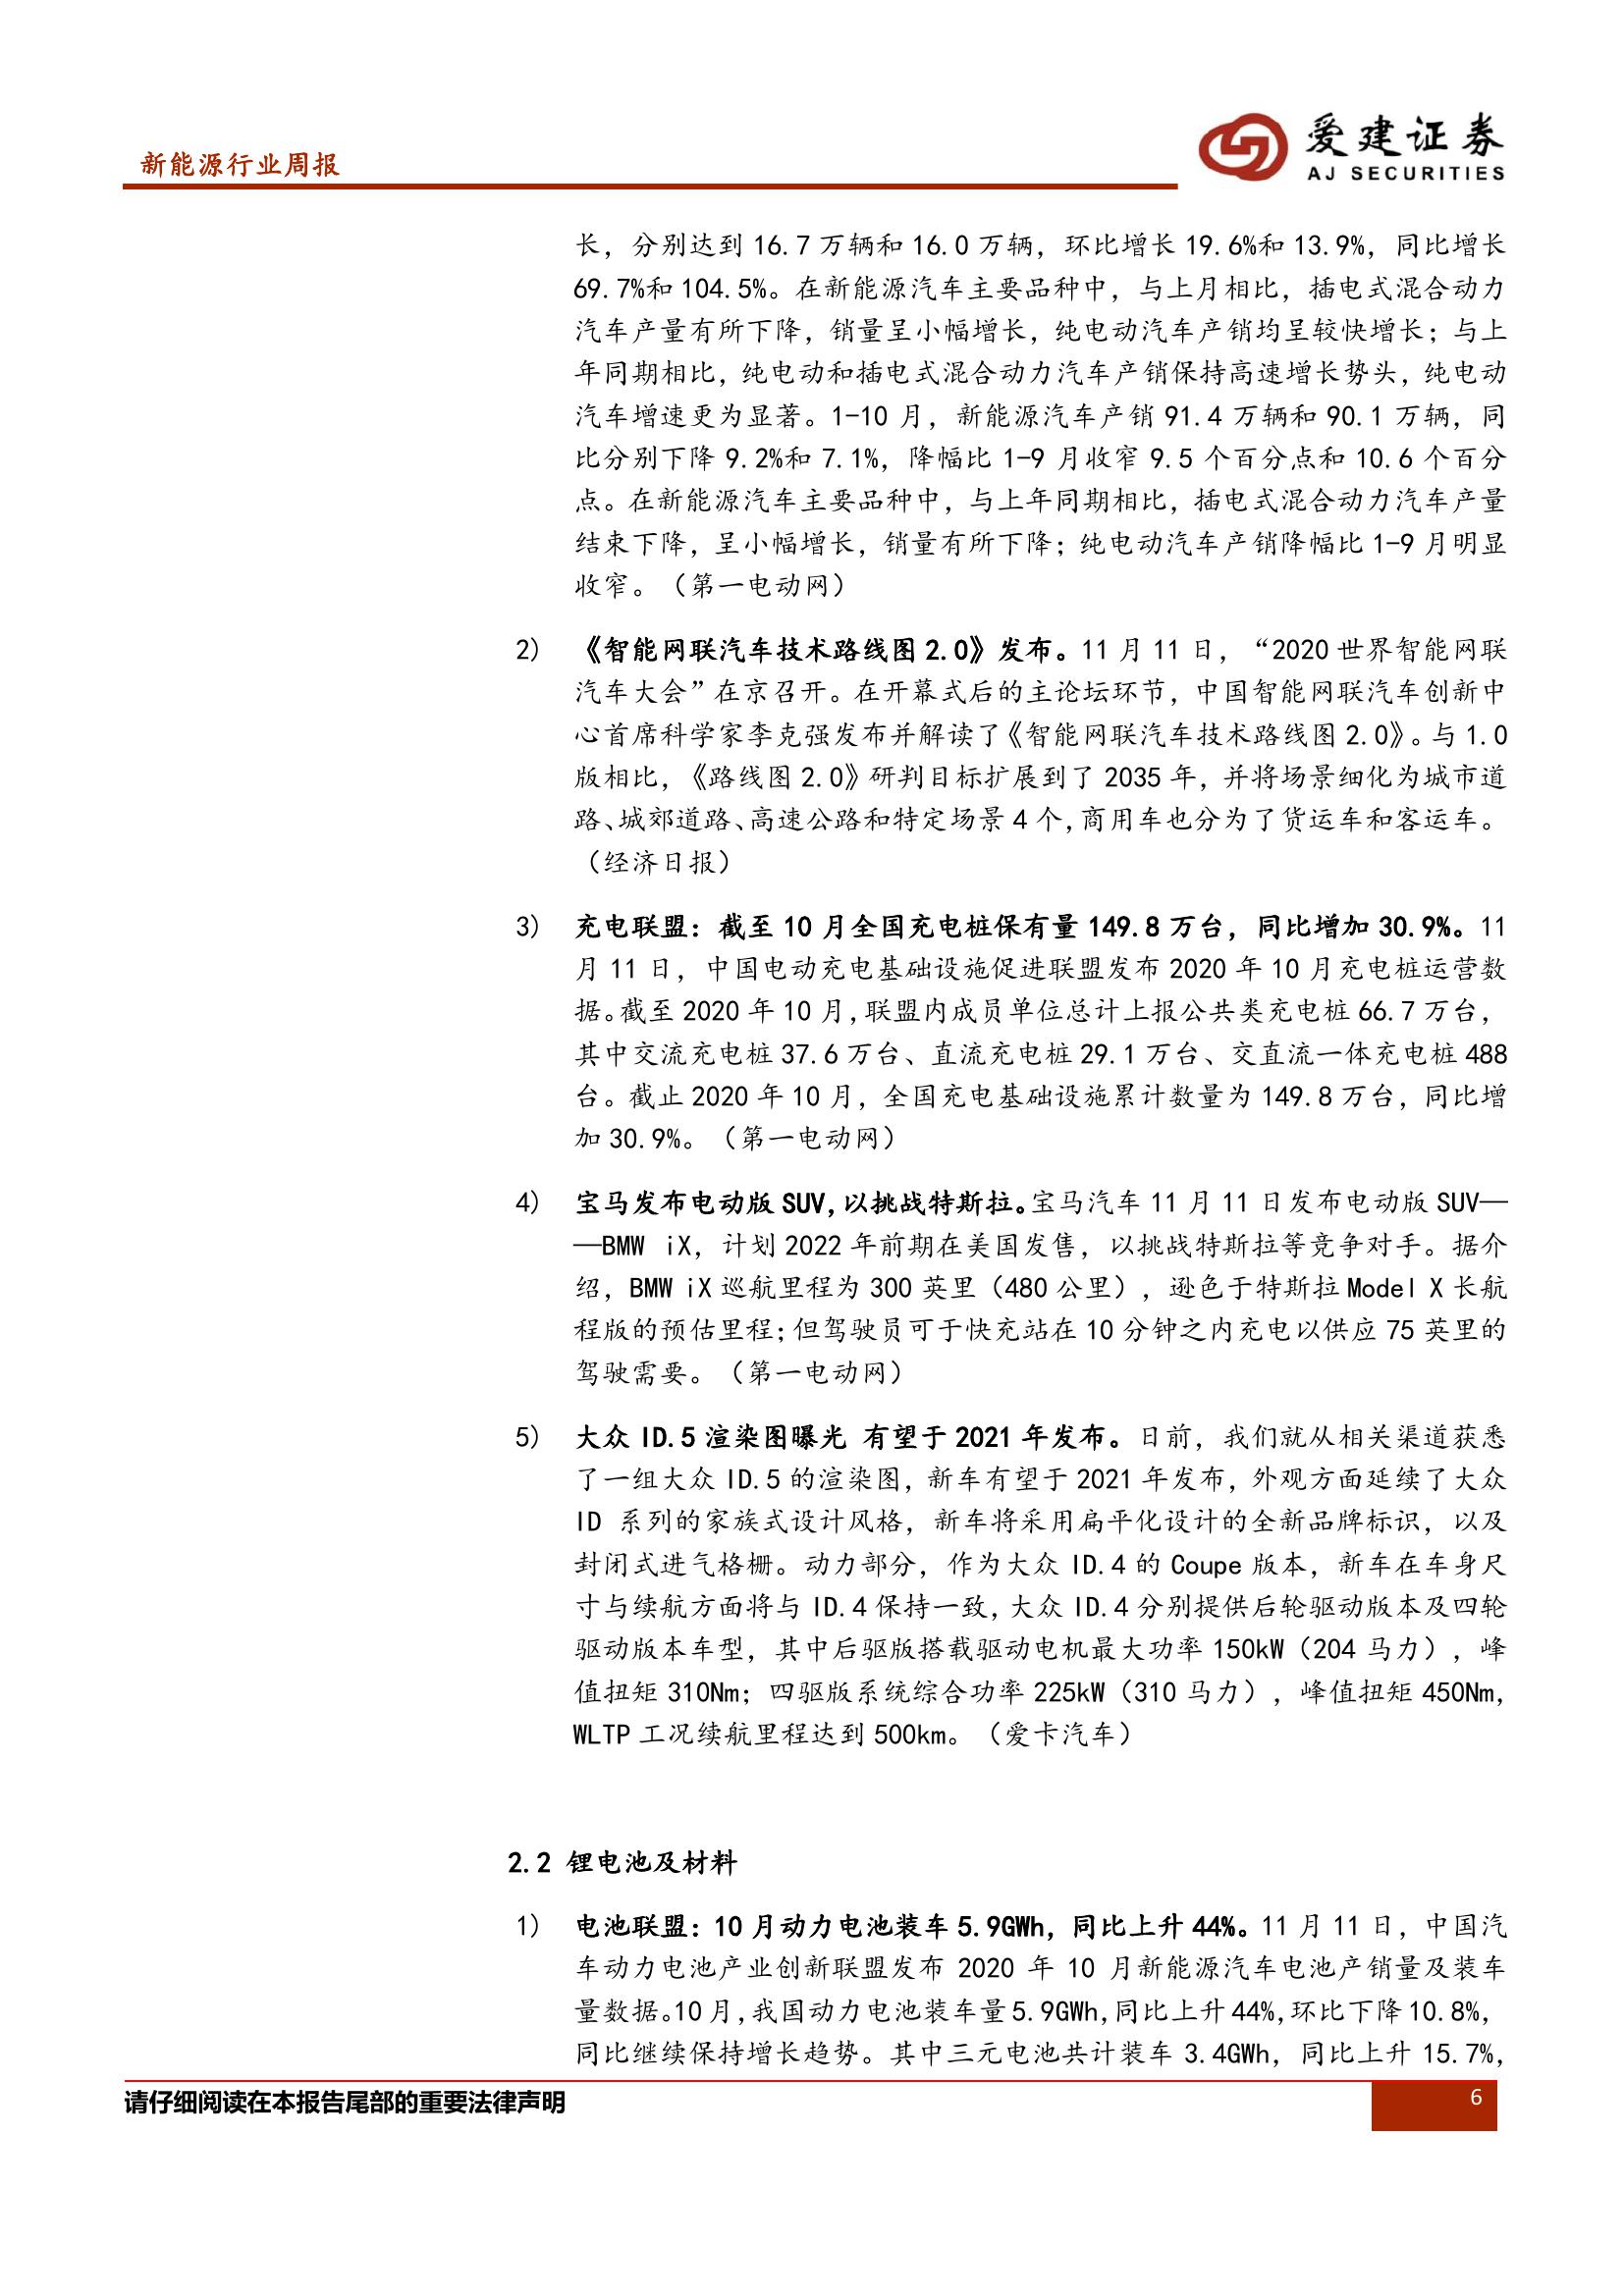 新能源行业周报
爱建证券
AJ SECURITIES
长，分别达到 16.7 万辆和 16.0 万辆，环比增长 19.6%和 13.9%，同比增长
69.7%和 104.5%。在新能源汽车主要品种中，与上月相比，插电式混合动力
汽车产量有所下降，销量呈小幅增长，纯电动汽车产销均呈较快增长；与上
年同期相比，纯电动和插电式混合动力汽车产销保持高速增长势头，纯电动
汽车增速更为显著。1-10 月，新能源汽车产销 91.4 万辆和 90.1 万辆，同
比分别下降 9.2%和 7.1%，降幅比 1-9 月收窄 9.5 个百分点和 10.6 个百分
点。在新能源汽车主要品种中，与上年同期相比，插电式混合动力汽车产量
结束下降，呈小幅增长，销量有所下降；纯电动汽车产销降幅比 1-9 月明显
收窄。（第一电动网）
2) 《智能网联汽车技术路线图 2.0》发布。11 月 11 日，“2020 世界智能网联
汽车大会”在京召开。在开幕式后的主论坛环节，中国智能网联汽车创新中
心首席科学家李克强发布并解读了《智能网联汽车技术路线图 2.0》。与 1.0
版相比，《路线图 2.0》研判目标扩展到了 2035 年，并将场景细化为城市道
路、城郊道路、高速公路和特定场景 4 个，商用车也分为了货运车和客运车。
（经济日报）
3) 充电联盟：截至 10 月全国充电桩保有量 149.8 万台，同比增加 30.9%。11
月 11 日，中国电动充电基础设施促进联盟发布 2020 年 10 月充电桩运营数
据。截至 2020 年 10 月，联盟内成员单位总计上报公共类充电桩 66.7 万台，
其中交流充电桩 37.6 万台、直流充电桩 29.1 万台、交直流一体充电桩 488
台。截止 2020 年 10 月，全国充电基础设施累计数量为 149.8 万台，同比增
加 30.9%。（第一电动网）
4) 宝马发布电动版 SUV，以挑战特斯拉。宝马汽车 11 月 11 日发布电动版 SUV—
—BMW iX，计划 2022 年前期在美国发售，以挑战特斯拉等竞争对手。据介
绍，BMW iX 巡航里程为 300 英里（480 公里），逊色于特斯拉 Model X 长航
程版的预估里程；但驾驶员可于快充站在 10 分钟之内充电以供应 75 英里的
驾驶需要。（第一电动网）
5) 大众 ID.5 渲染图曝光 有望于 2021 年发布。日前，我们就从相关渠道获悉
了一组大众 ID.5 的渲染图，新车有望于 2021 年发布，外观方面延续了大众
ID 系列的家族式设计风格，新车将采用扁平化设计的全新品牌标识，以及
封闭式进气格栅。动力部分，作为大众 ID.4 的 Coupe 版本，新车在车身尺
寸与续航方面将与 ID.4 保持一致，大众 ID.4 分别提供后轮驱动版本及四轮
驱动版本车型，其中后驱版搭载驱动电机最大功率 150kW（204 马力），峰
值扭矩 310Nm；四驱版系统综合功率 225kW（310 马力），峰值扭矩 450Nm，
WLTP 工况续航里程达到 500km。（爱卡汽车）
2.2 锂电池及材料
1) 电池联盟：10 月动力电池装车 5.9GWh，同比上升 44%。11 月 11 日，中国汽
车动力电池产业创新联盟发布 2020 年 10 月新能源汽车电池产销量及装车
量数据。10 月，我国动力电池装车量 5.9GWh，同比上升 44%，环比下降 10.8%，
同比继续保持增长趋势。其中三元电池共计装车 3.4GWh，同比上升 15.7%，
请仔细阅读在本报告尾部的重要法律声明
6